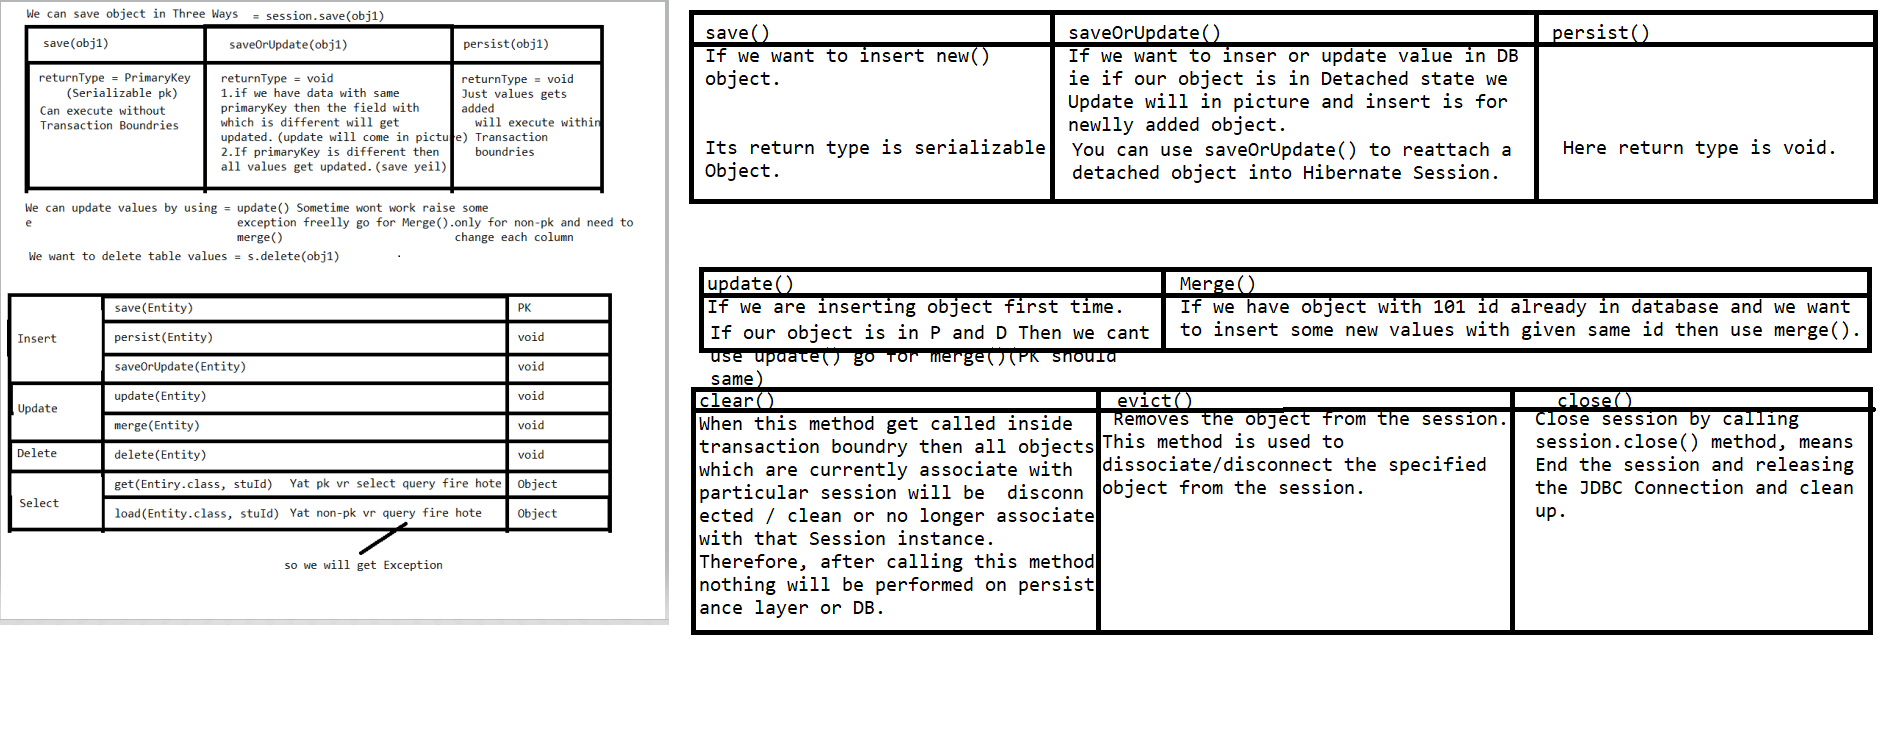 We can save object in Three Ways = session.save(obj1)
save(obj1)
returnType = PrimaryKey
(Serializable pk)
Can execute without
Transaction Boundries
saveOrUpdate(obj1)
returnType = void
1.if we have data with same
primaryKey then the field with
which is different will get
updated.(update will come in picture)
2.If primaryKey is different then
all values get updated.(save yeil)
persist(obj1)
returnType = void
Just values gets
added
will execute within
Transaction
boundries
We can update values by using = update() Sometime wont work raise some
e exception freelly go for Merge().only for non-pk and need to
merge() change each column
We want to delete table values = s.delete(obj1) .
Insert
save(Entity) PK
persist(Entity) void
saveOrUpdate(Entity) void
Update
update(Entity) void
merge(Entity) void
Delete
delete(Entity) void
Select
get(Entiry.class, stuId) Yat pk vr select query fire hote Object
load(Entity.class, stuId) Yat non-pk vr query fire hote Object
so we will get Exception
save()
If we want to insert new()
object.
Its return type is serializable
Object.
saveOrUpdate()
If we want to inser or update value in DB
ie if our object is in Detached state we
Update will in picture and insert is for
newlly added object.
You can use saveOrUpdate() to reattach a
detached object into Hibernate Session.
persist()
Here return type is void.
update()
If we are inserting object first time.
If our object is in P and D Then we cant
use update() go for merge()(PK should
same)
Merge()
If we have object with 101 id already in database and we want
to insert some new values with given same id then use merge().
clear()
When this method get called inside
transaction boundry then all objects
which are currently associate with
particular session will be disconn
ected / clean or no longer associate
with that Session instance.
Therefore, after calling this method
nothing will be performed on persist
ance layer or DB.
evict()
Removes the object from the session.
This method is used to
dissociate/disconnect the specified
object from the session.
close()
Close session by calling
session.close() method, means
End the session and releasing
the JDBC Connection and clean
up.